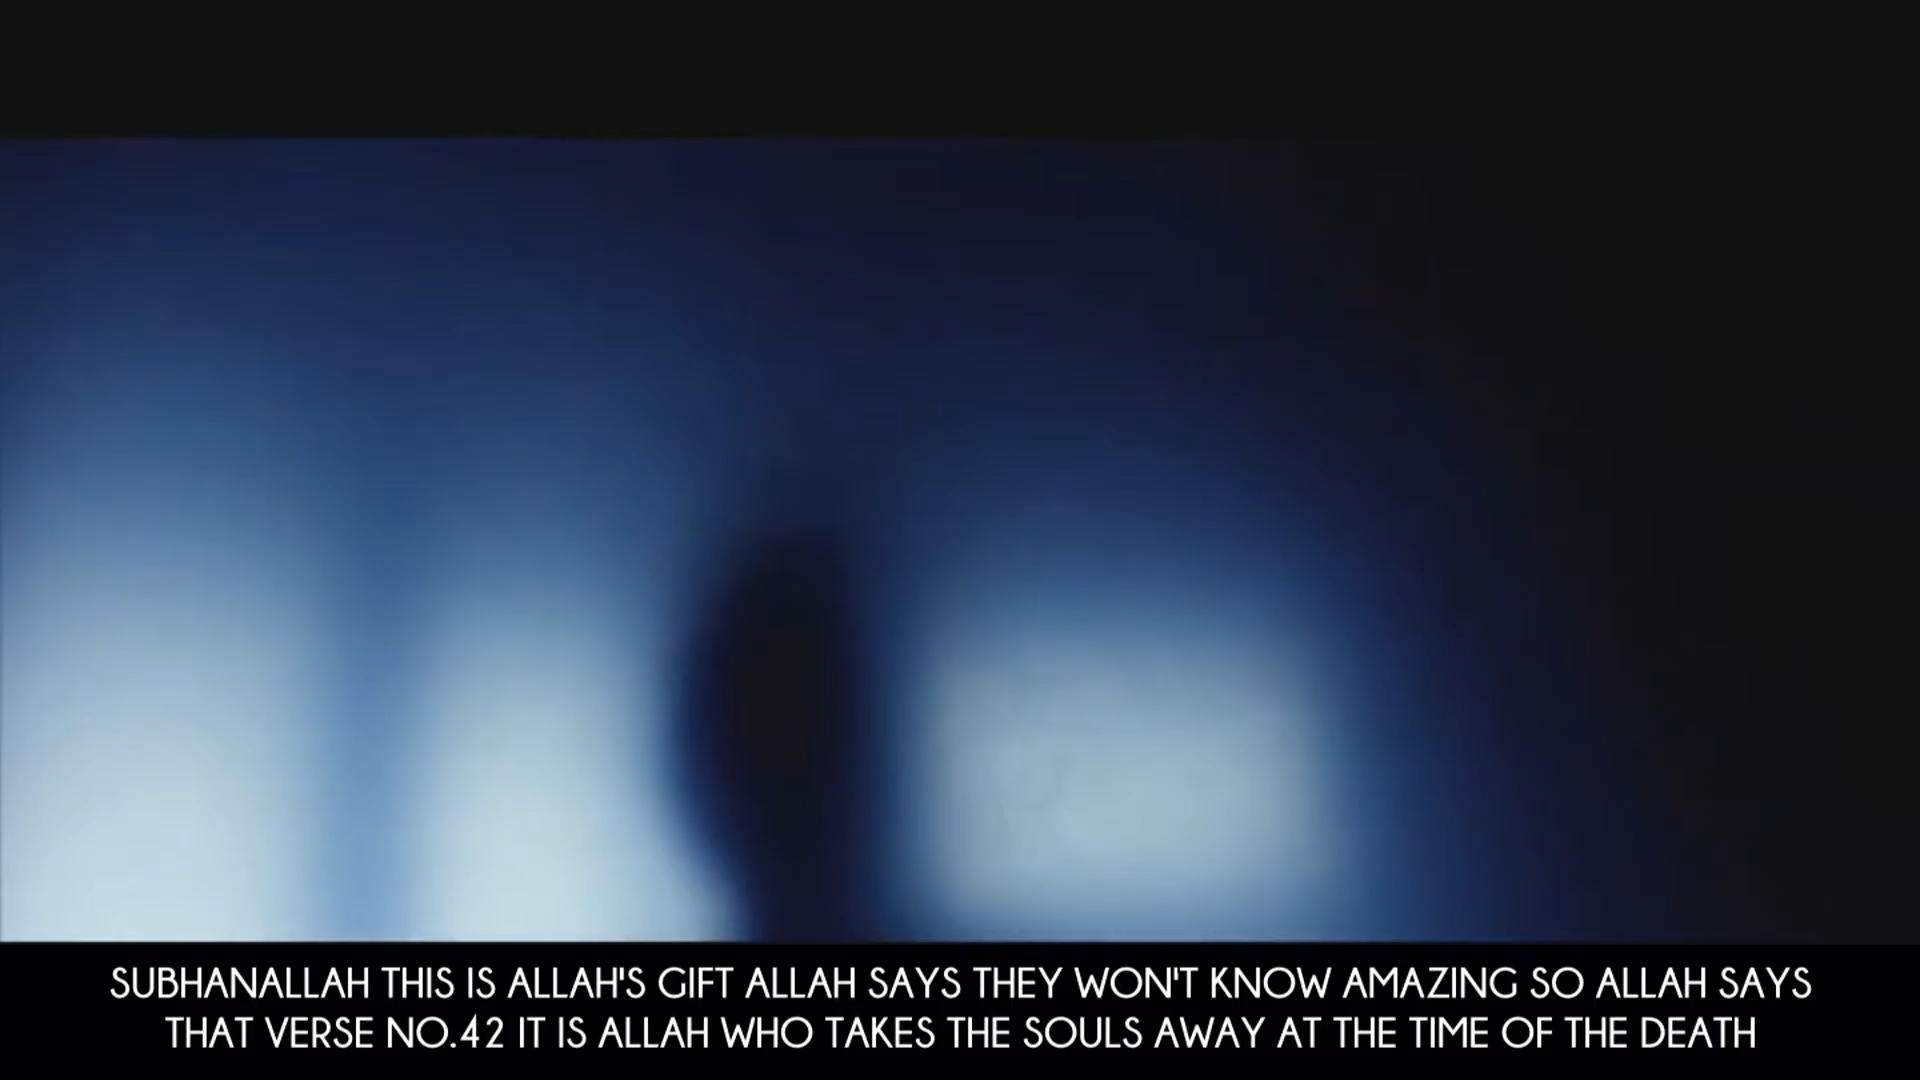 SUBHANALLAH THIS IS ALLAH'S GIFT ALLAH SAYS THEY WON'T KNOW AMAZING SO ALLAH SAYS
THAT VERSE NO.42 IT IS ALLAH WHO TAKES THE SOULS AWAY AT THE TIME OF THE DEATH